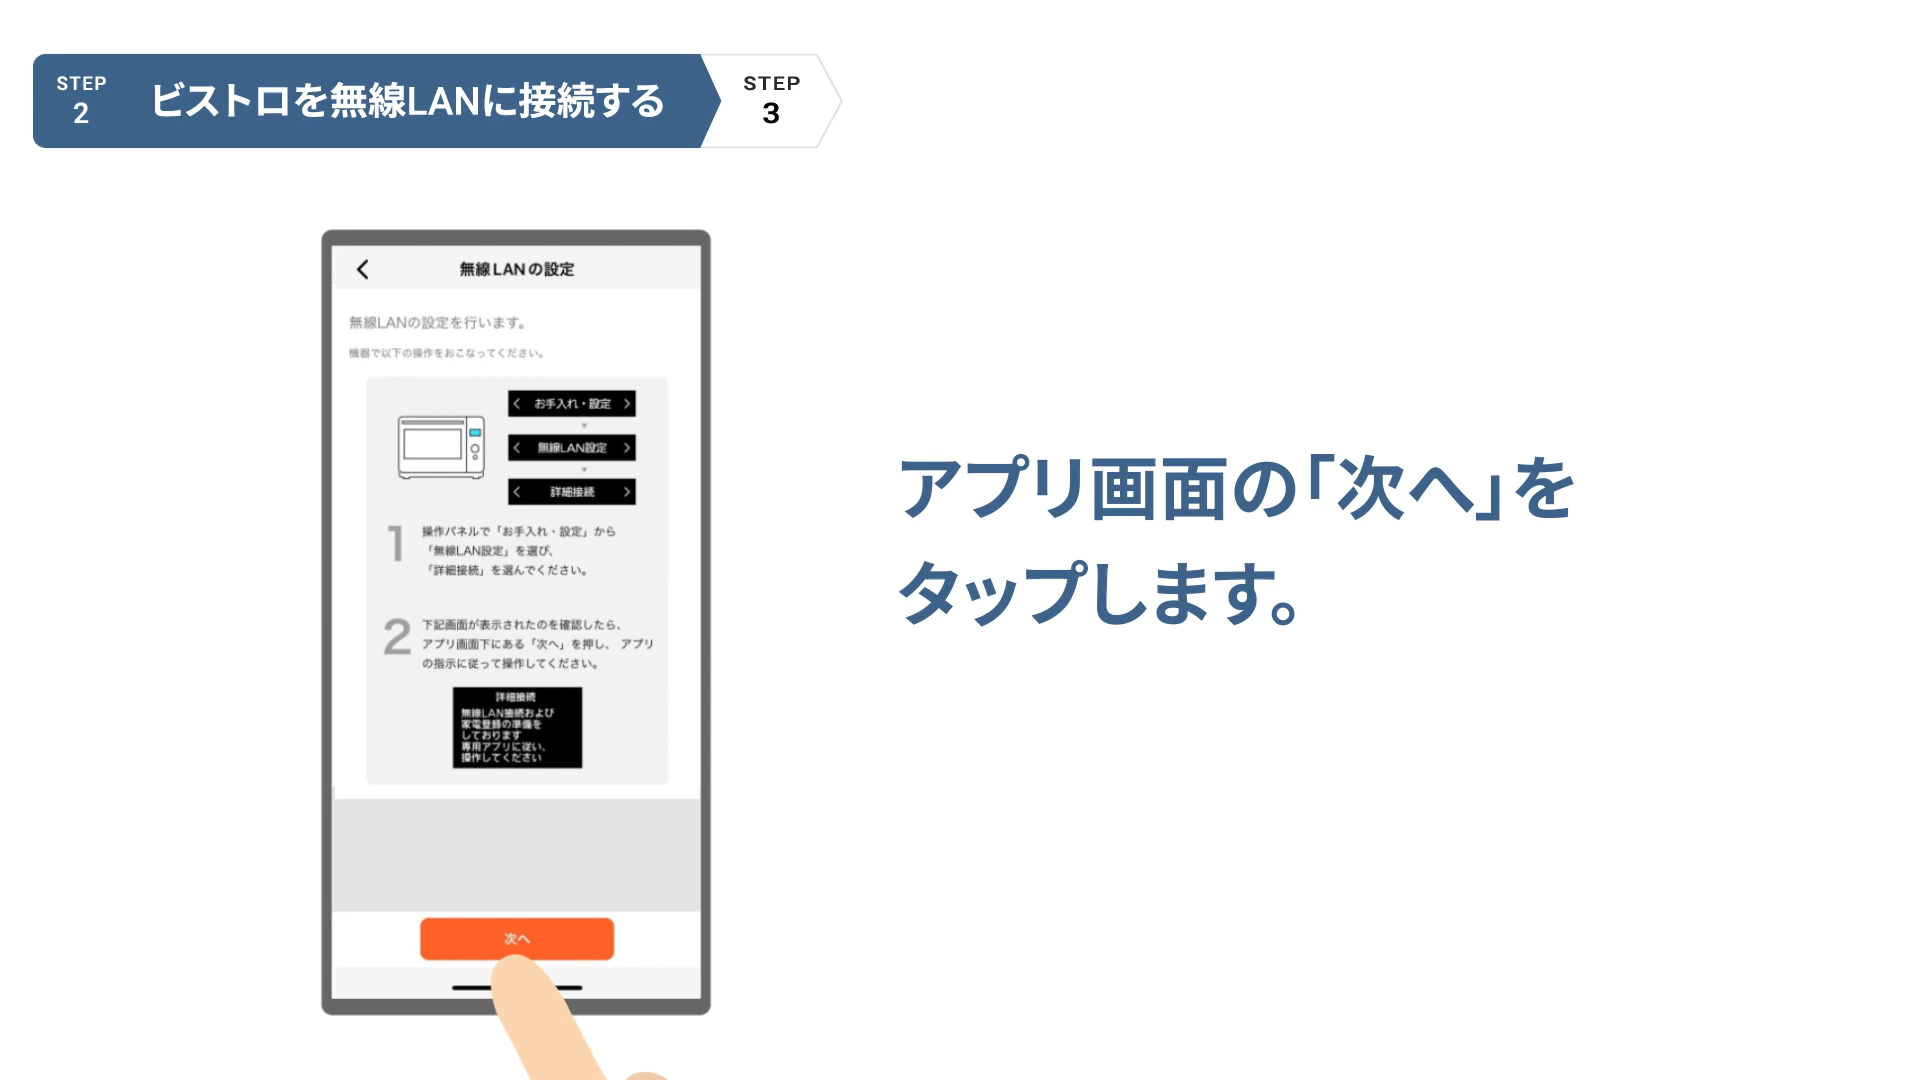 STEP
2
ビストロを無線LANに接続する
STEP
3
無線LANの設定
無線LANの設定を行います。
機器で以下の操作をおこなってください。
お手入れ・設定
無線LAN設定
詳細接続
1
操作パネルで「お手入れ・設定」から
「無線LAN設定」を選び、
「詳細接続」を選んでください。
2
下記画面が表示されたのを確認したら、
アプリ画面下にある「次へ」を押し、 アプリ
の指示に従って操作してください。
詳細接続
無線LAN接続および
家電登録の準備を
しております
専用アプリに従い、
操作してください
次へ
アプリ画面の「次へ」を
タップします。